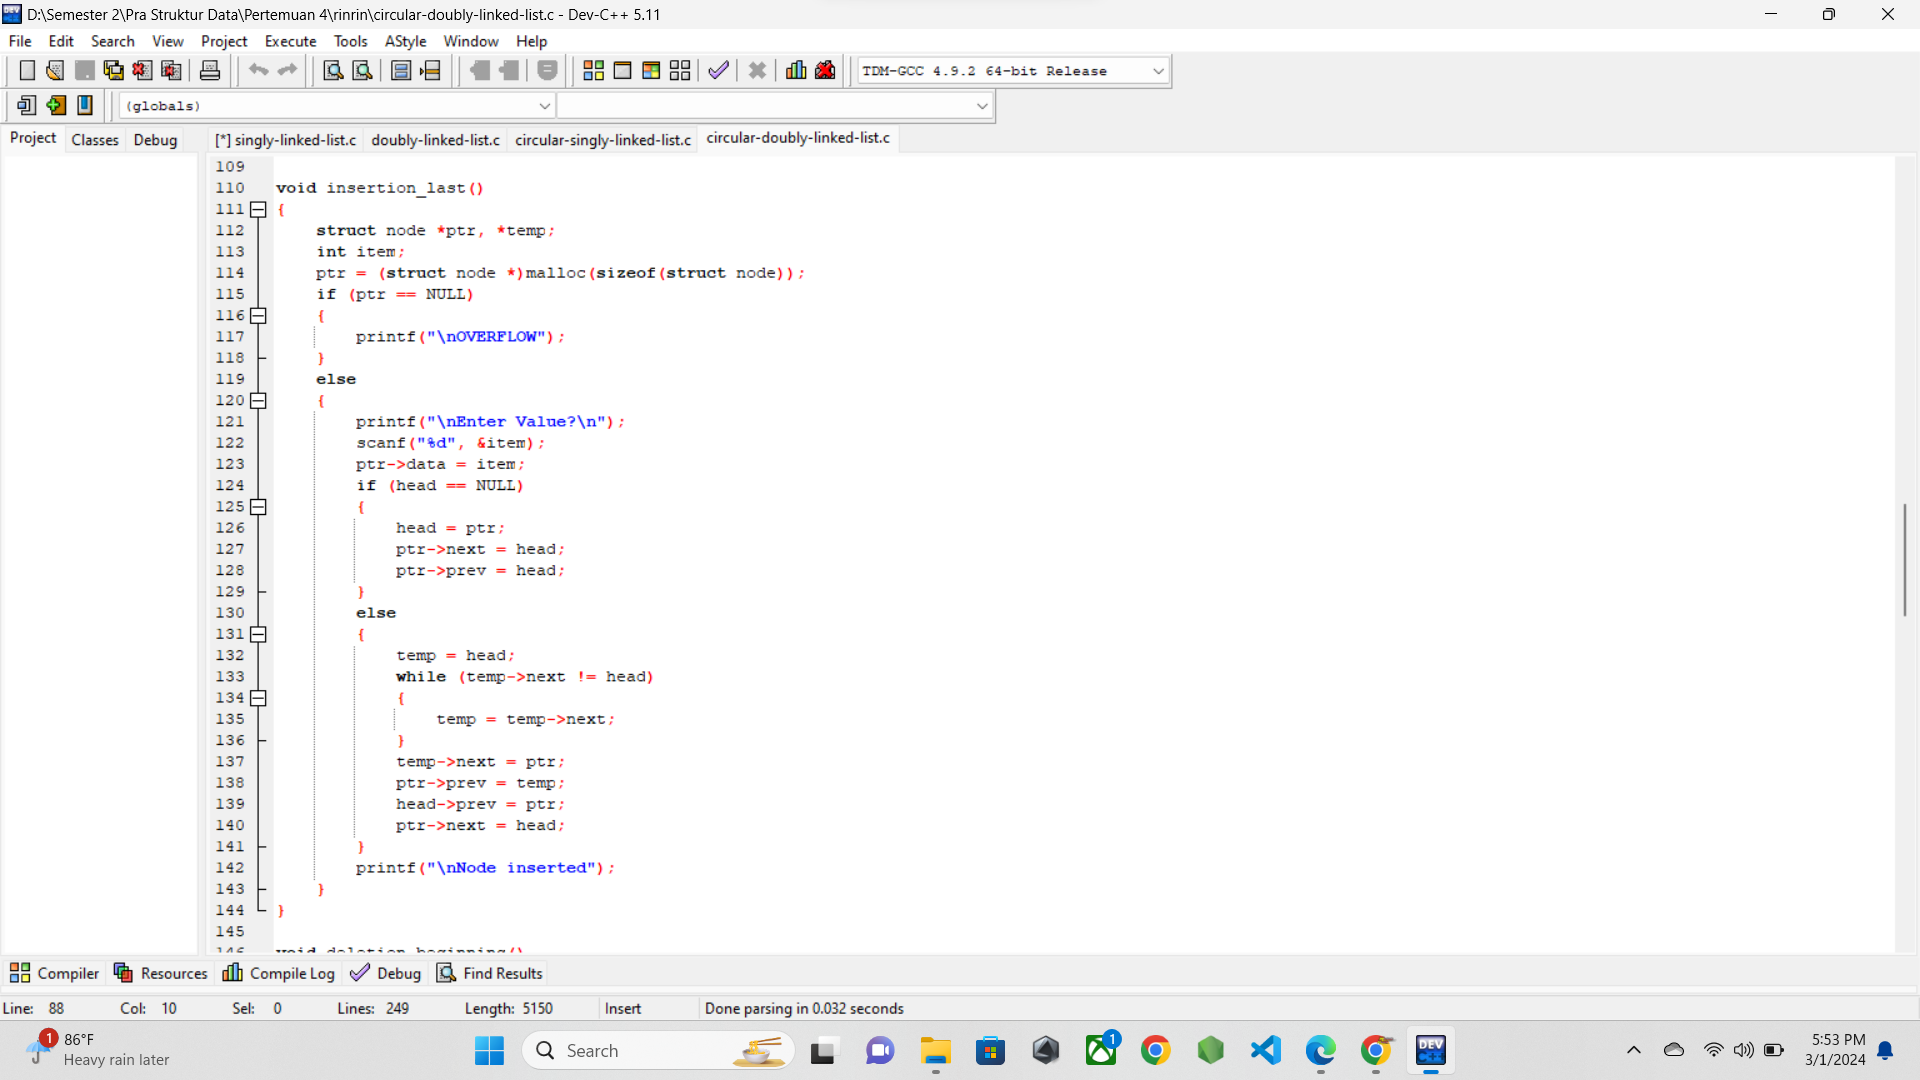 D:\Semester 2\Pra Struktur Data\Pertemuan 4\rinrin\circular-doubly-linked-list.c - Dev-C++ 5.11
File Edit Search View Project Execute Tools AStyle Window Help
TDM-GCC 4.9.2 64-bit Release
(globals)
Project Classes Debug
[*] singly-linked-list.c doubly-linked-list.c circular-singly-linked-list.c circular-doubly-linked-list.c
109
110 void insertion_last()
111 {
112 struct node *ptr, *temp;
113 int item;
114 ptr = (struct node *)malloc(sizeof(struct node));
115 if (ptr == NULL)
116 {
117 printf("\nOVERFLOW");
118 }
119 else
120 {
121 printf("\nEnter Value?\n");
122 scanf("%d", &item);
123 ptr->data = item;
124 if (head == NULL)
125 {
126 head = ptr;
127 ptr->next = head;
128 ptr->prev = head;
129 }
130 else
131 {
132 temp = head;
133 while (temp->next != head)
134 {
135 temp = temp->next;
136 }
137 temp->next = ptr;
138 ptr->prev = temp;
139 head->prev = ptr;
140 ptr->next = head;
141 }
142 printf("\nNode inserted");
143 }
144 }
145
146 void deletion_beginning()
Compiler Resources Compile Log Debug Find Results
Line: 88 Col: 10 Sel: 0 Lines: 249 Length: 5150 Insert Done parsing in 0.032 seconds
1
86°F
Heavy rain later
Search
1
DEV C++
5:53 PM
3/1/2024